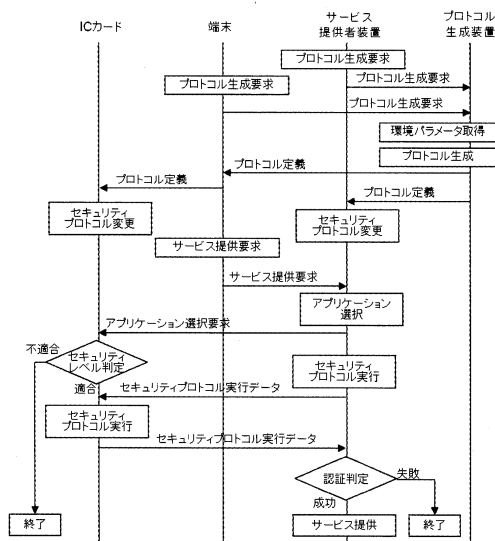 ICカード
端末
サービス
提供者装置
プロトコル
生成装置
プロトコル生成要求
プロトコル生成要求
プロトコル生成要求
プロトコル生成要求
環境パラメータ取得
プロトコル生成
プロトコル定義
プロトコル定義
プロトコル定義
セキュリティ
プロトコル変更
セキュリティ
プロトコル変更
サービス提供要求
サービス提供要求
アプリケーション
選択
アプリケーション選択要求
不適合
セキュリティ
レベル判定
適合
セキュリティ
プロトコル実行
セキュリティプロトコル実行データ
セキュリティ
プロトコル実行
セキュリティプロトコル実行データ
認証判定
失敗
成功
終了
サービス提供
終了